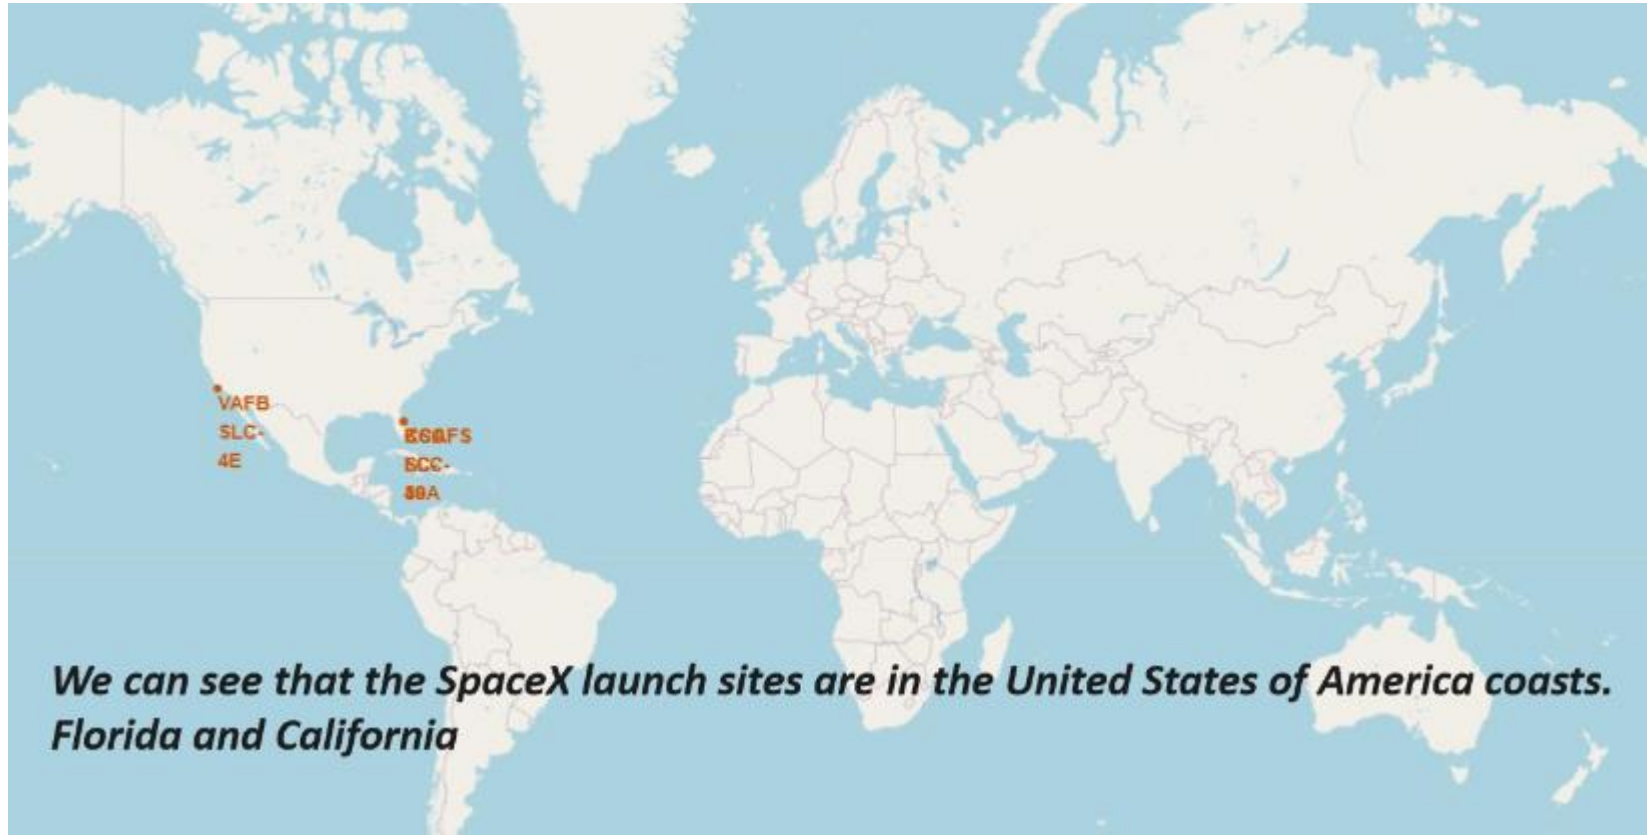 VAFB
SLC-
4E
We can see that the SpaceX launch sites are in the United States of America coasts.
Florida and California